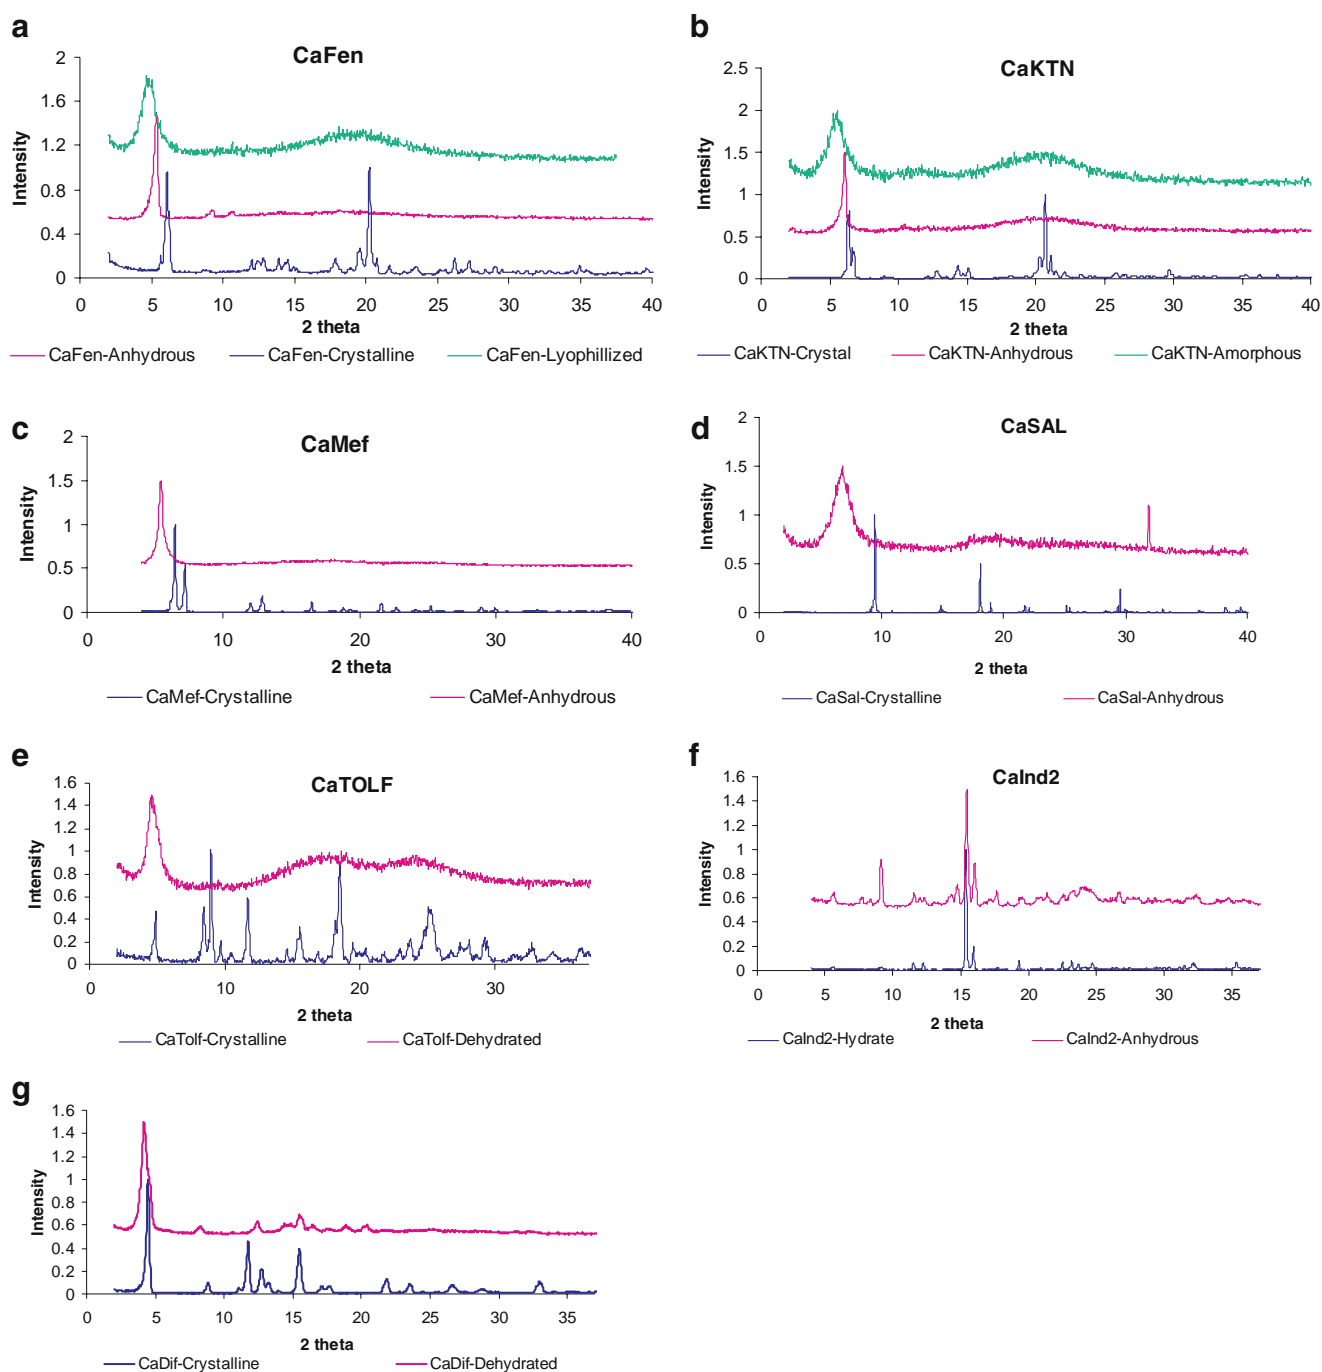 a
CaFen
2
1.6
1.2
0.8
0.4
0
Intensity
0 5 10 15 20 25 30 35 40
2 theta
CaFen-Anhydrous CaFen-Crystalline CaFen-Lyophillized
b
CaKTN
2.5
2
1.5
1
0.5
0
Intensity
0 5 10 15 20 25 30 35 40
2 theta
CaKTN-Crystal CaKTN-Anhydrous CaKTN-Amorphous
c
CaMef
2
1.5
1
0.5
0
Intensity
0 10 20 30 40
2 theta
CaMef-Crystalline CaMef-Anhydrous
d
CaSAL
2
1.5
1
0.5
0
Intensity
0 10 20 30 40
2 theta
CaSal-Crystalline CaSal-Anhydrous
e
CaTOLF
1.6
1.4
1.2
1
0.8
0.6
0.4
0.2
0
Intensity
0 10 20 30
2 theta
CaTolf-Crystalline CaTolf-Dehydrated
f
CaInd2
1.6
1.4
1.2
1
0.8
0.6
0.4
0.2
0
Intensity
0 5 10 15 20 25 30 35
2 theta
CaInd2-Hydrate CaInd2-Anhydrous
g
1.6
1.4
1.2
1
0.8
0.6
0.4
0.2
0
Intensity
0 5 10 15 20 25 30 35
2 theta
CaDif-Crystalline CaDif-Dehydrated